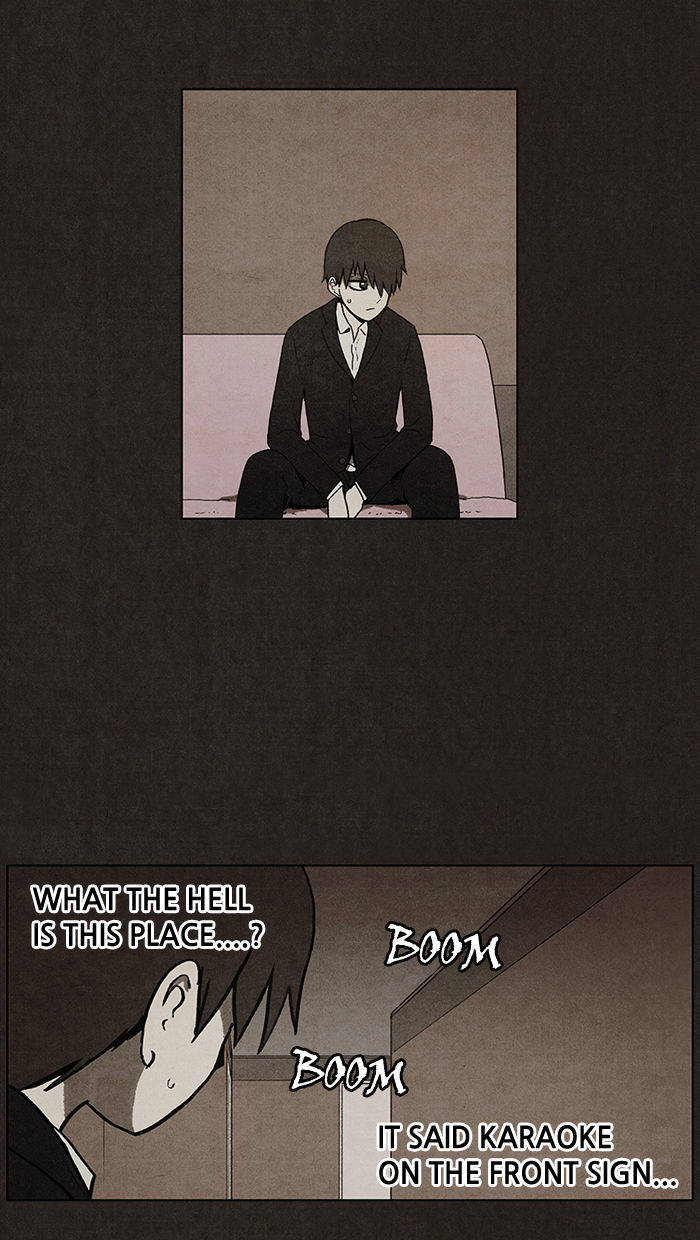 WHAT THE HELL
IS THIS PLACE....?
BOOM
BOOM
IT SAID KARAOKE
ON THE FRONT SIGN...